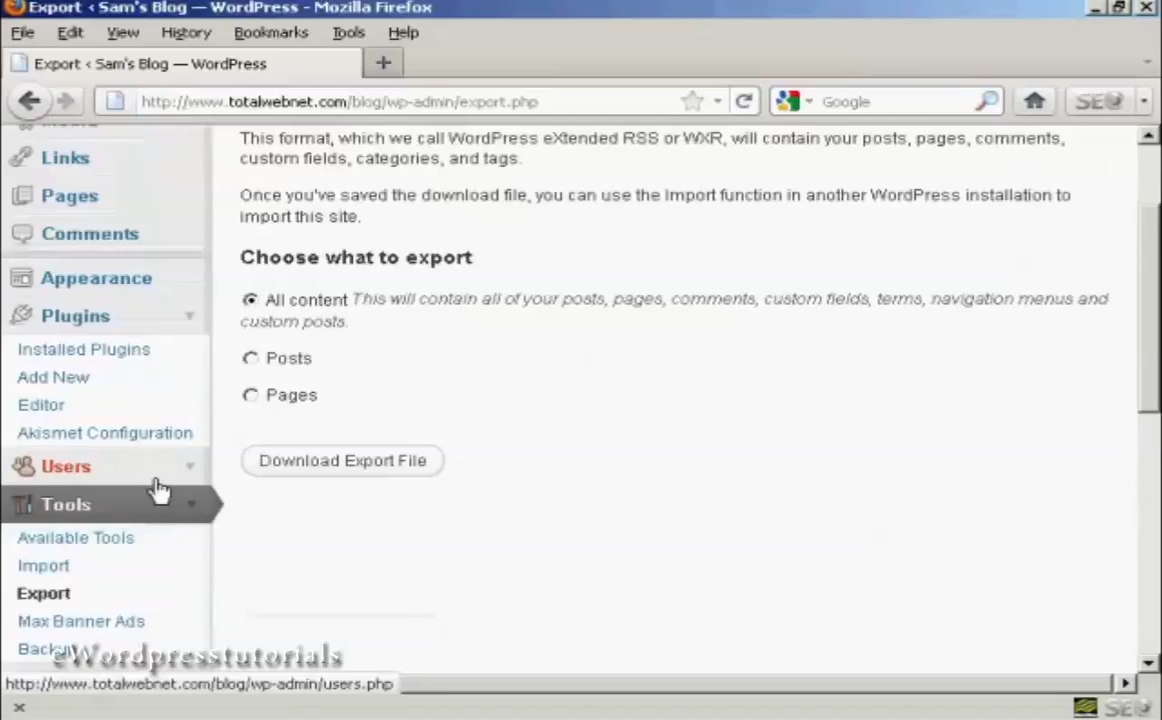 Export ‹ Sam's Blog — WordPress - Mozilla Firefox
File Edit View History Bookmarks Tools Help
Export ‹ Sam's Blog — WordPress
http://www.totalwebnet.com/blog/wp-admin/export.php
Google
SE
Links
Pages
Comments
Appearance
Plugins
Installed Plugins
Add New
Editor
Akismet Configuration
Users
Tools
Available Tools
Import
Export
Max Banner Ads
This format, which we call WordPress eXtended RSS or WXR, will contain your posts, pages, comments,
custom fields, categories, and tags.
Once you've saved the download file, you can use the Import function in another WordPress installation to
import this site.
Choose what to export
All content This will contain all of your posts, pages, comments, custom fields, terms, navigation menus and
custom posts.
Posts
Pages
Download Export File
eWordpresstutorials
http://www.totalwebnet.com/blog/wp-admin/users.php
SE